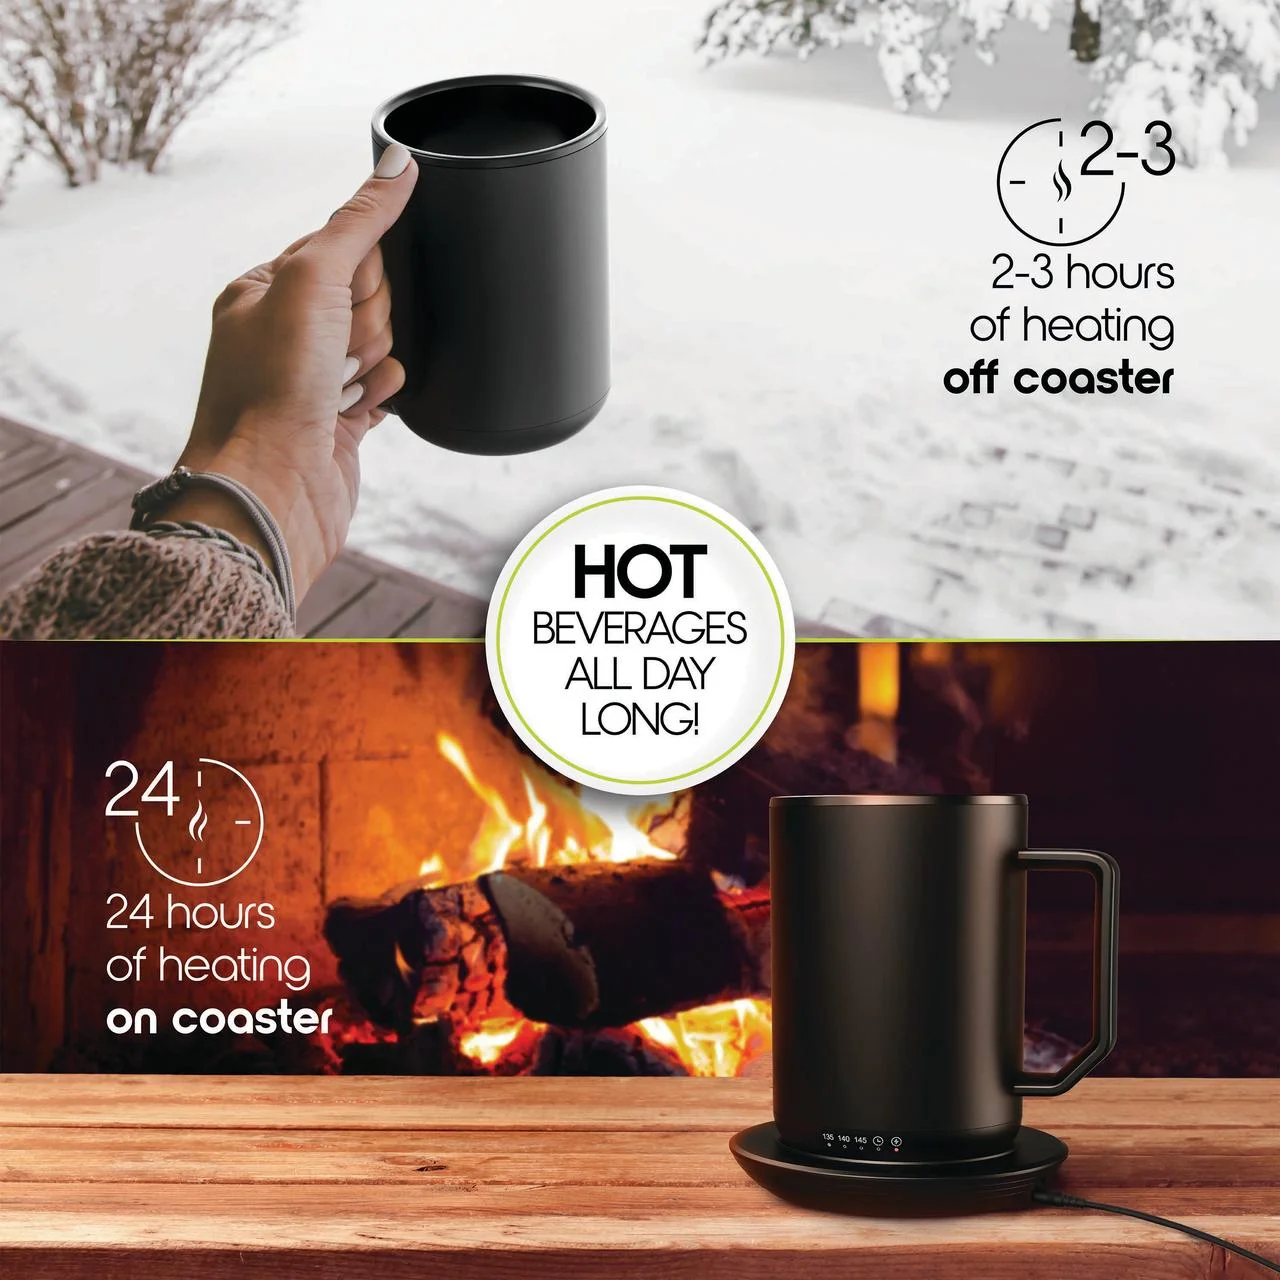 2-3
2-3 hours
of heating
off coaster
HOT
BEVERAGES
ALL DAY
LONG!
24
24 hours
of heating
on coaster
135 140 145